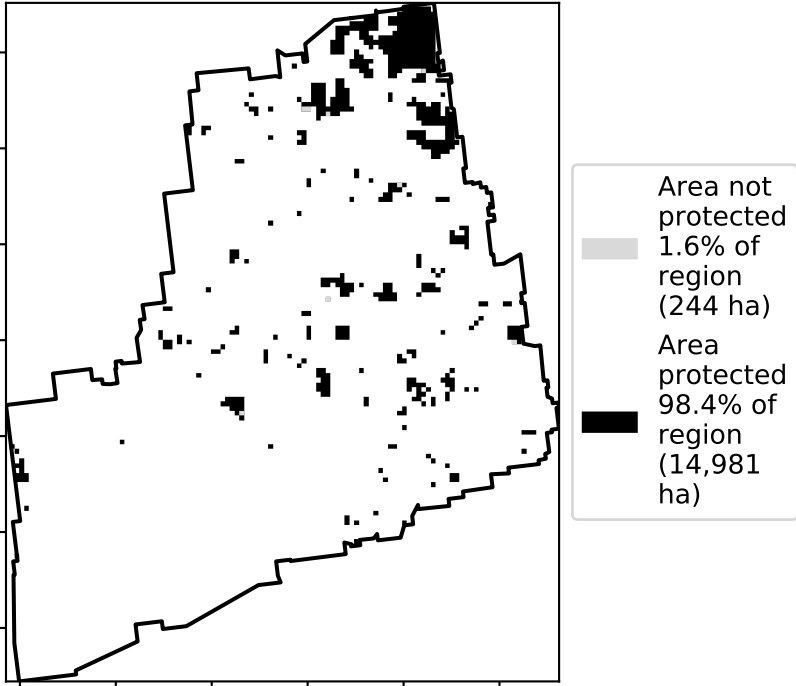 Area not
protected
1.6% of
region
(244 ha)
Area
protected
98.4% of
region
(14,981
ha)